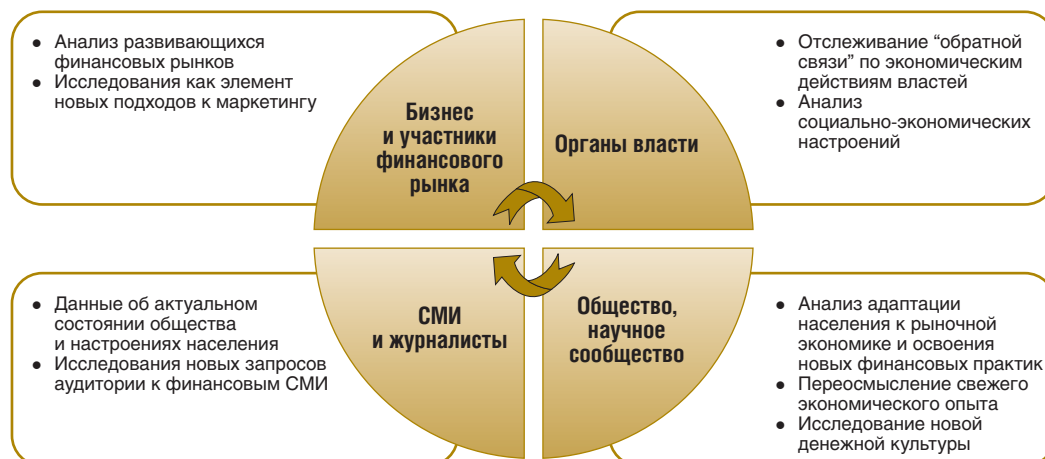 ● Анализ развивающихся
финансовых рынков
● Исследования как элемент
новых подходов к маркетингу
Бизнес
и участники
финансового
рынка
Органы власти
● Отслеживание “обратной
связи” по экономическим
действиям властей
● Анализ
социально-экономических
настроений
● Данные об актуальном
состоянии общества
и настроениях населения
● Исследования новых запросов
аудитории к финансовым СМИ
СМИ
и журналисты
Общество,
научное
сообщество
● Анализ адаптации
населения к рыночной
экономике и освоения
новых финансовых практик
● Переосмысление свежего
экономического опыта
● Исследование новой
денежной культуры